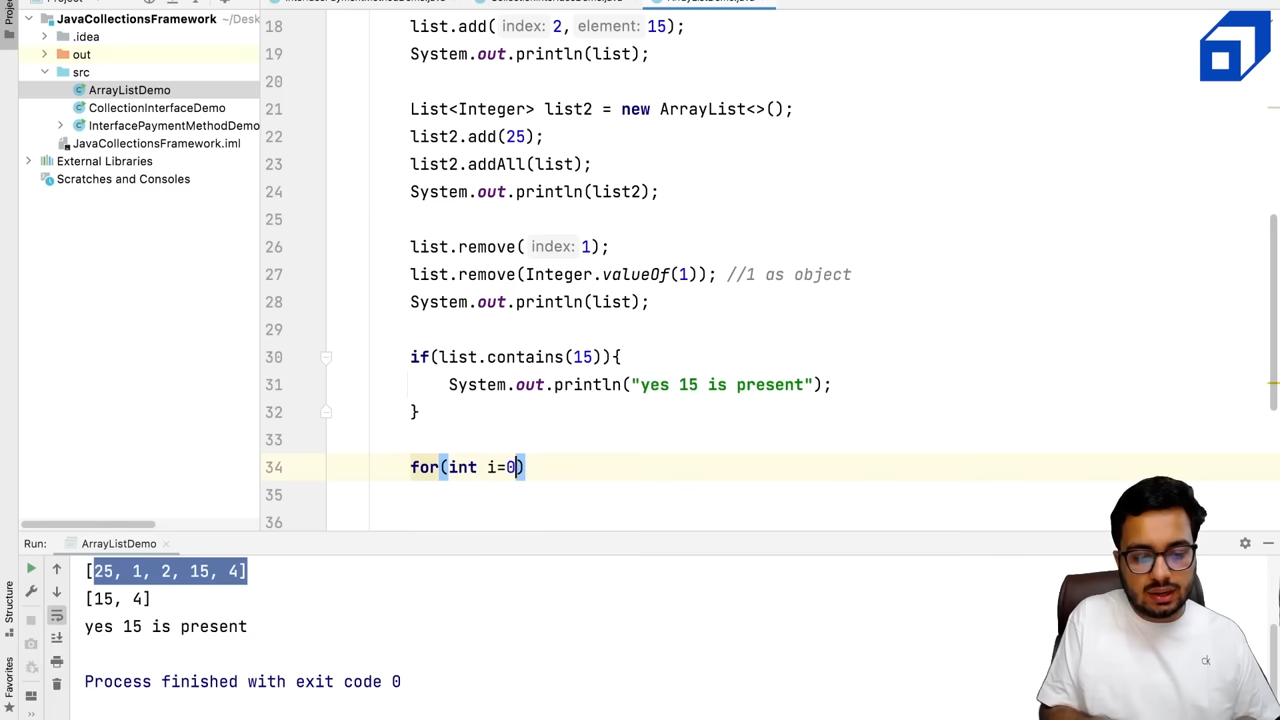 JavaCollectionsFramework ~/Desk
.idea
out
src
ArrayListDemo
CollectionInterfaceDemo
InterfacePaymentMethodDemo
JavaCollectionsFramework.iml
External Libraries
Scratches and Consoles
18 list.add( index: 2, element: 15);
19 System.out.println(list);
20
21 List<Integer> list2 = new ArrayList<>();
22 list2.add(25);
23 list2.addAll(list);
24 System.out.println(list2);
25
26 list.remove( index: 1);
27 list.remove(Integer.valueOf(1)); //1 as object
28 System.out.println(list);
29
30 if(list.contains(15)){
31 System.out.println("yes 15 is present");
32 }
33
34 for(int i=0)
35
36
Run: ArrayListDemo
[25, 1, 2, 15, 4]
[15, 4]
yes 15 is present
Process finished with exit code 0
Structure
Favorites
ck